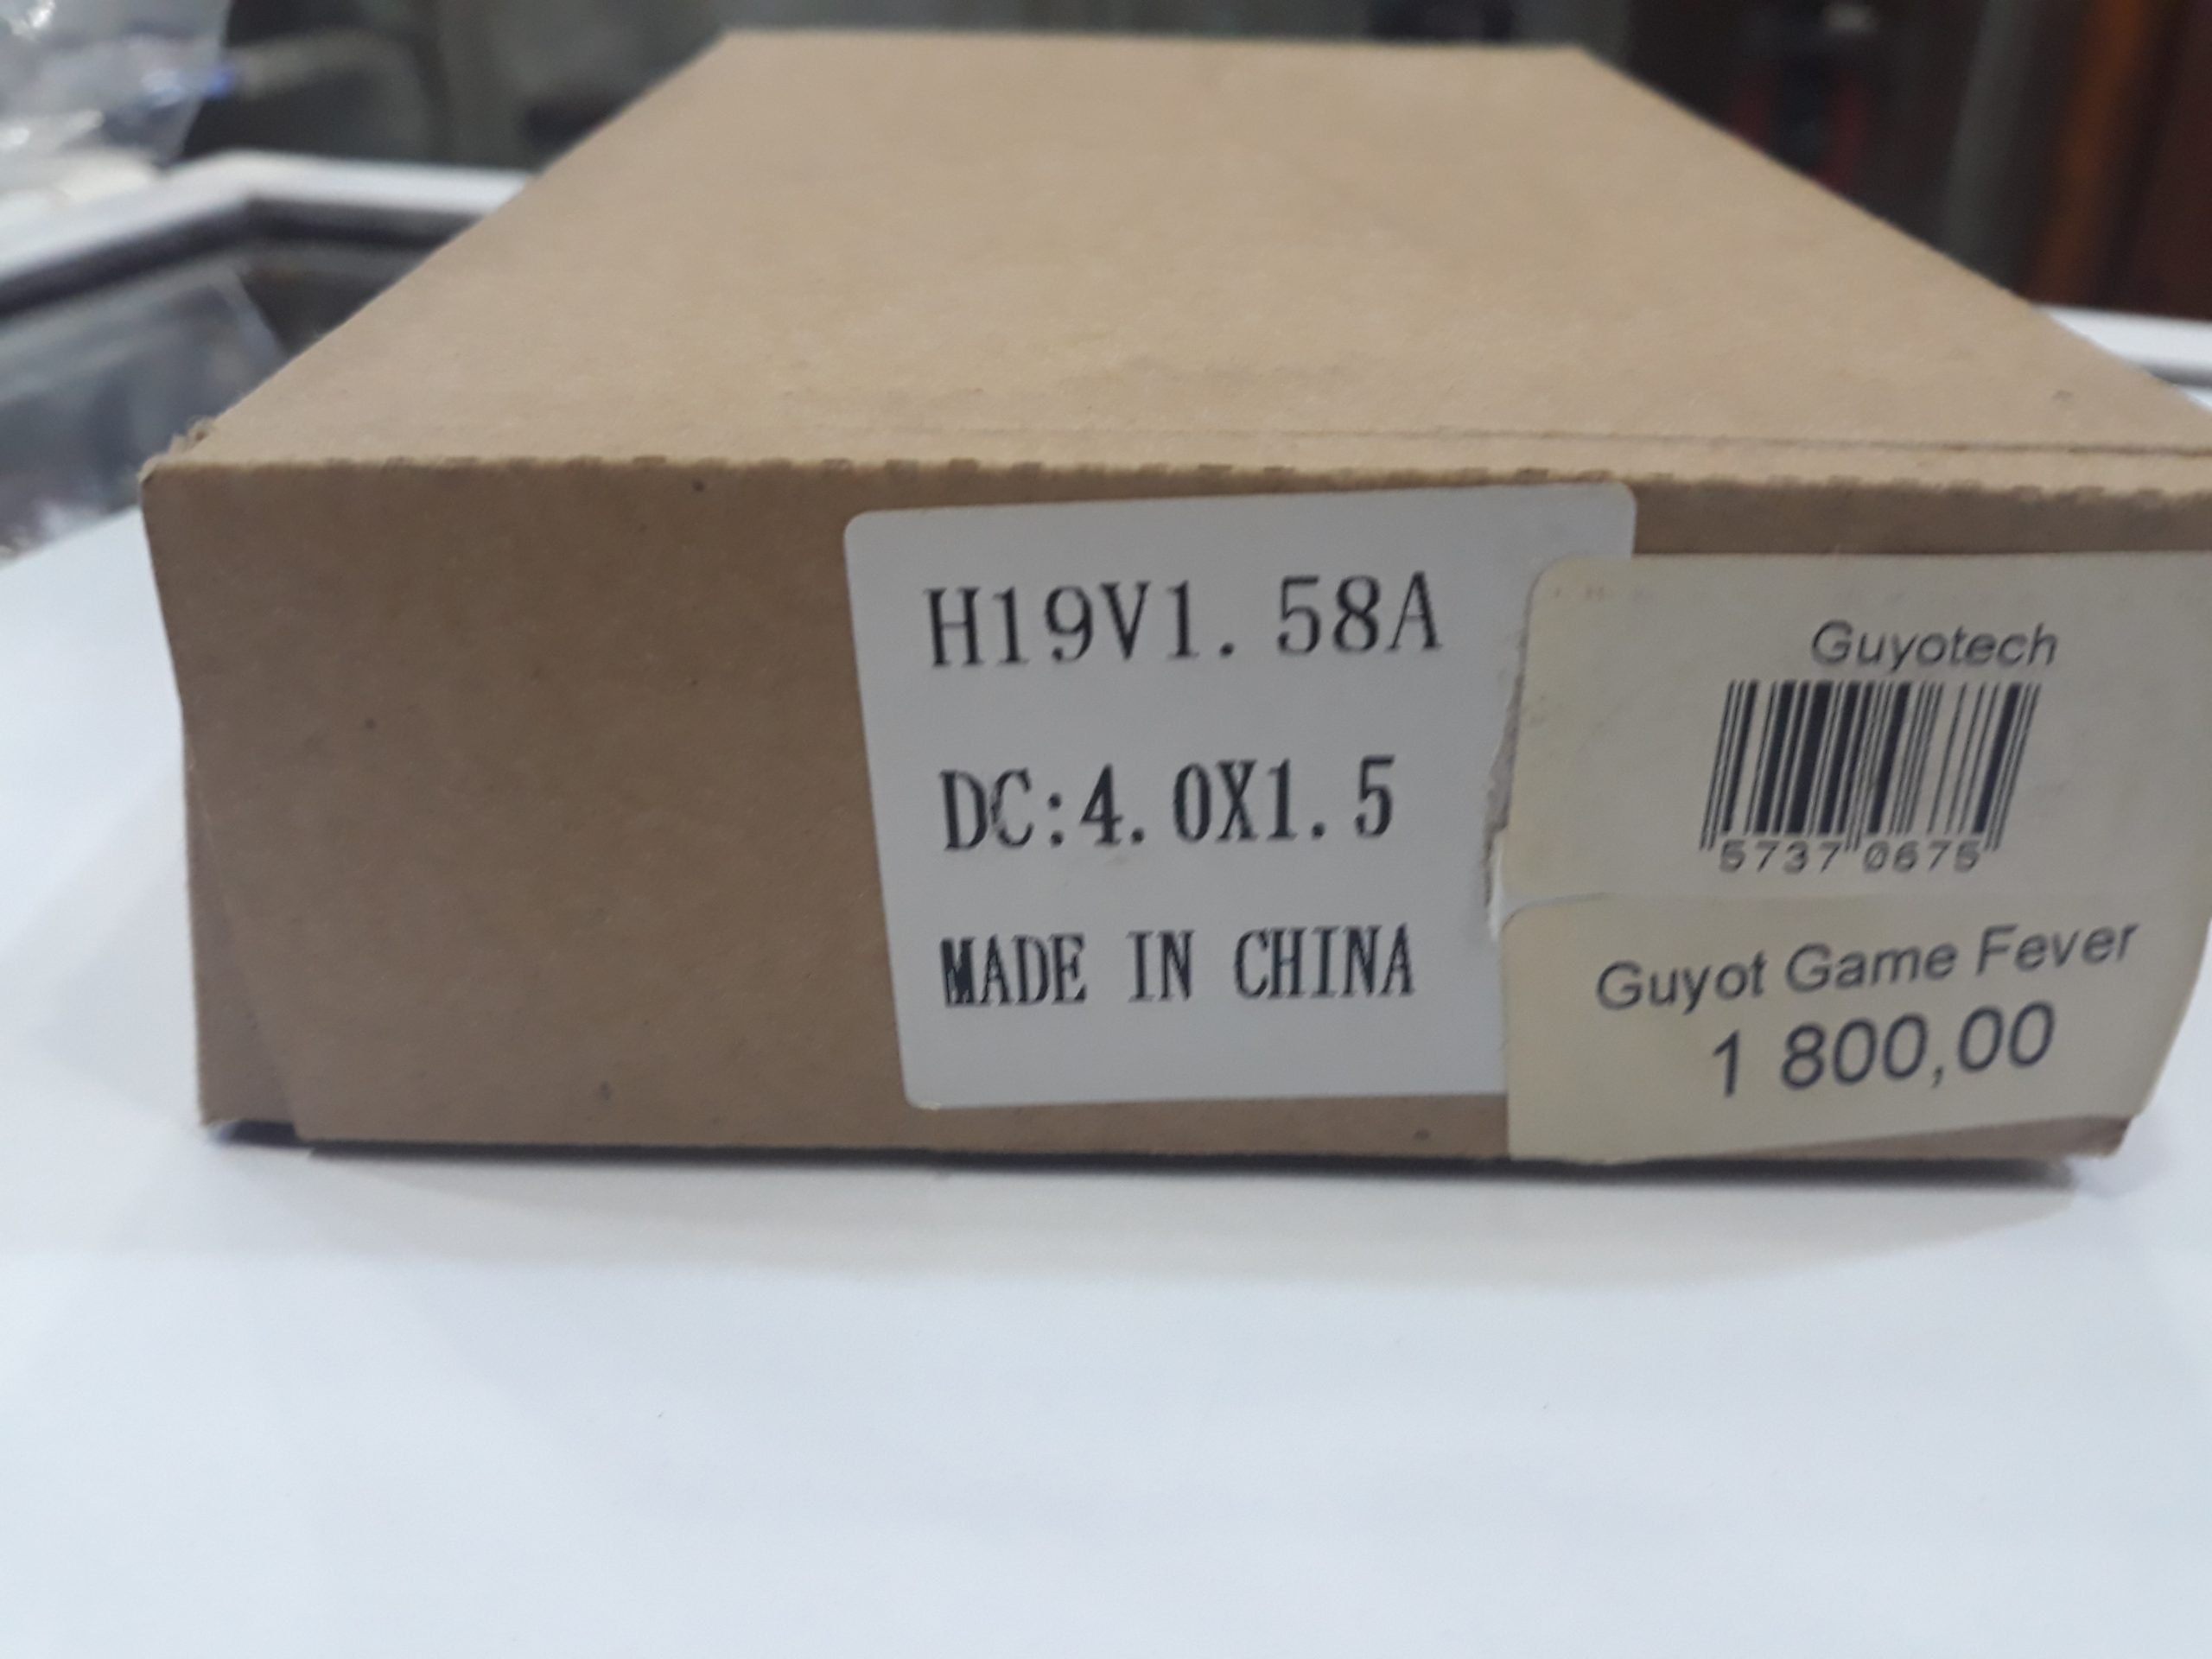 H19V1.58A
DC:4.0X1.5
MADE IN CHINA
Guyotech
5737 0675
Guyot Game Fever
1 800,00